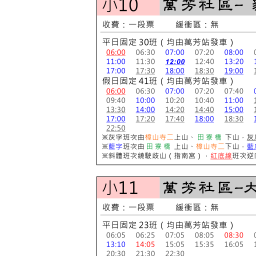 小10 萬芳社區--
收費：一段票 緩衝區：無
平日固定30班（均由萬芳站發車）
06:00 06:30 07:00 07:20 08:00
11:00 11:30 12:00 12:40 13:20
17:00 17:30 18:00 18:30 19:00
假日固定41班（均由萬芳站發車）
06:00 06:30 07:00 07:20 07:40
09:40 10:00 10:20 10:40 11:00
13:30 14:00 14:20 14:40 15:00
17:00 17:20 17:40 18:00 18:30
22:50
※灰字班次由樟山寺二上山、田寮橋下山，灰
※藍字班次由田寮橋上山、樟山寺二下山，藍
※斜體班次繞駛歧山（指南宮）、紅底線班次逆
小11 萬芳社區--大
收費：一段票 緩衝區：無
平日固定23班（均由萬芳站發車）
06:05 06:25 07:05 08:05 08:30
13:10 14:05 15:05 15:35 16:05
20:30 21:30 22:30